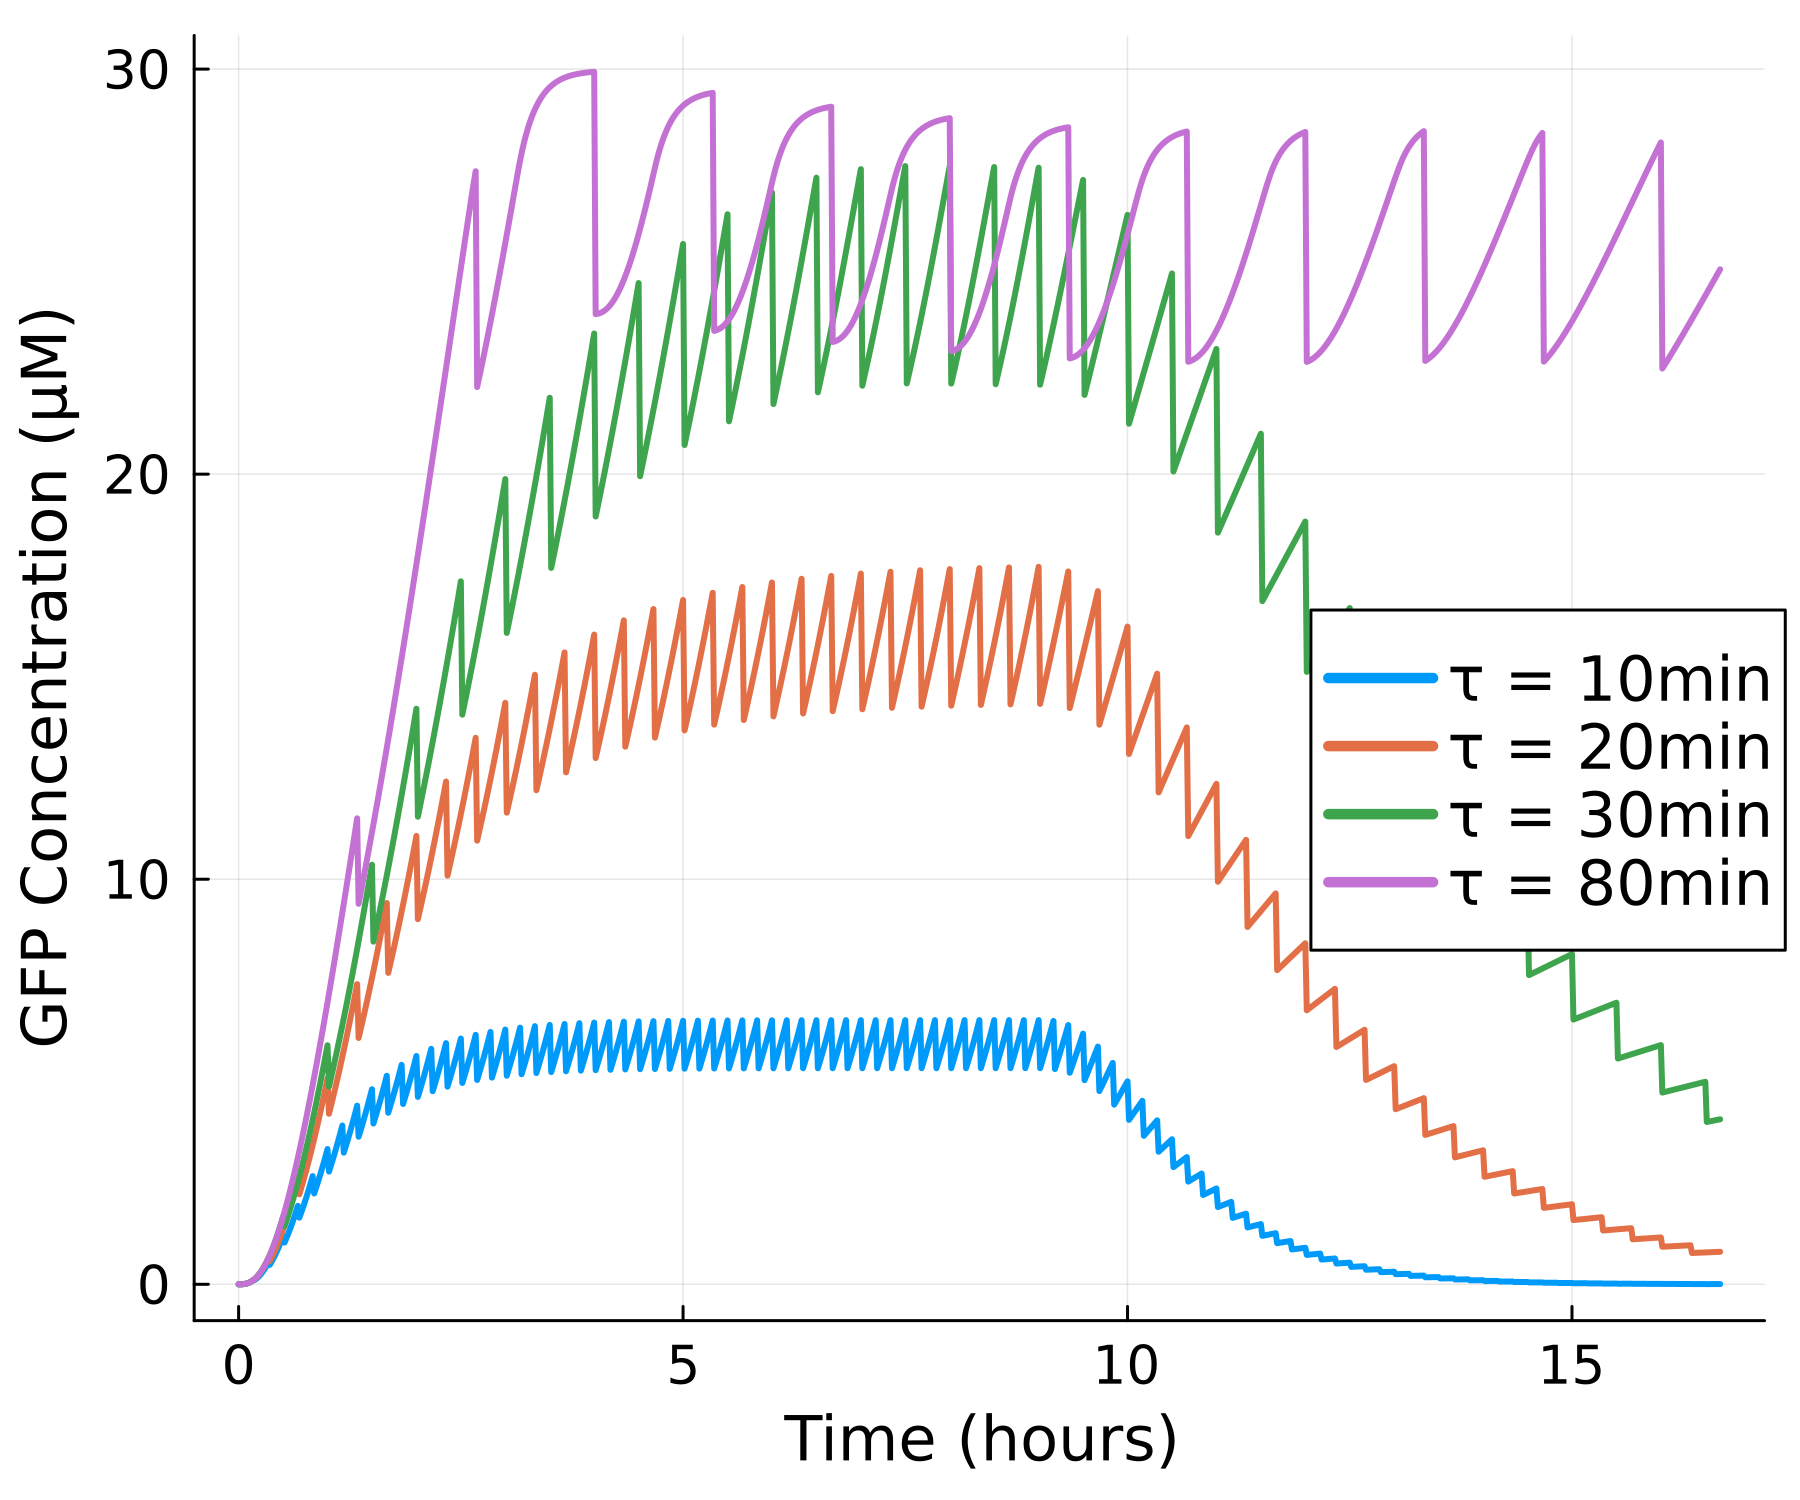 30
20
10
0
GFP Concentration (µM)
τ = 10min
τ = 20min
τ = 30min
τ = 80min
0 5 10 15
Time (hours)